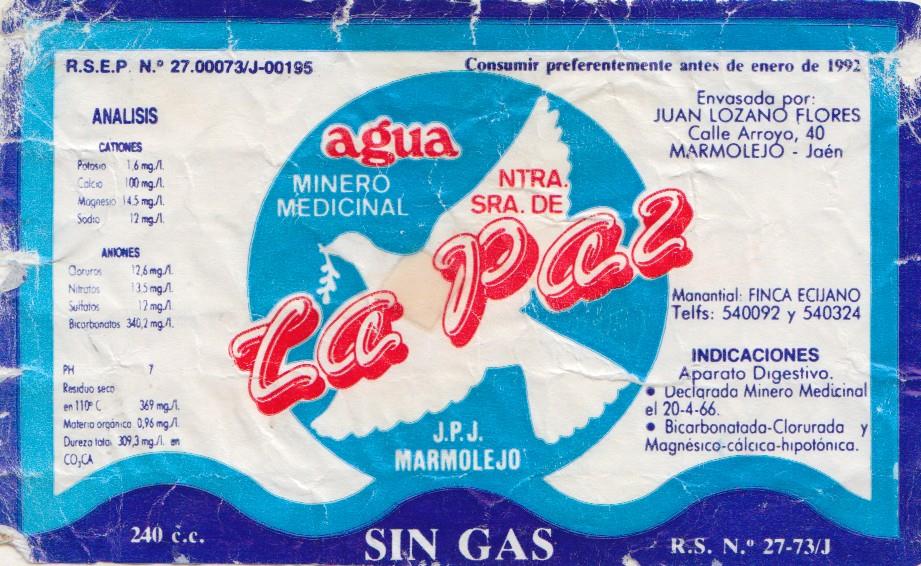 R.S.E.P. N.º 27.00073/J-00195
Consumir preferentemente antes de enero de 1992
ANALISIS
CATIONES
Potosio 1,6 mg./l.
Calcio 100 mg./l.
Magnesio 14,5 mg./l.
Sodio 12 mg./l.
ANIONES
Cloruros 12,6 mg./l.
Nitratos 13,5 mg./l.
Sulfatos 12 mg./l.
Bicarbonatos 340,2 mg./l.
PH 7
Residuo seco
en 110º C 369 mg./l.
Materia orgánica 0,96 mg./l.
Dureza total 309,3 mg./l. en
CO₃CA
agua
MINERO
MEDICINAL
NTRA.
SRA. DE
La paz
J.P.J.
MARMOLEJO
Envasada por:
JUAN LOZANO FLORES
Calle Arroyo, 40
MARMOLEJO - Jaén
Manantial: FINCA ECIJANO
Telfs: 540092 y 540324
INDICACIONES
Aparato Digestivo.
• Declarada Minero Medicinal
el 20-4-66.
• Bicarbonatada-Clorurada y
Magnésico-cálcica-hipotónica.
240 c.c.
SIN GAS
R.S. N.º 27-73/J